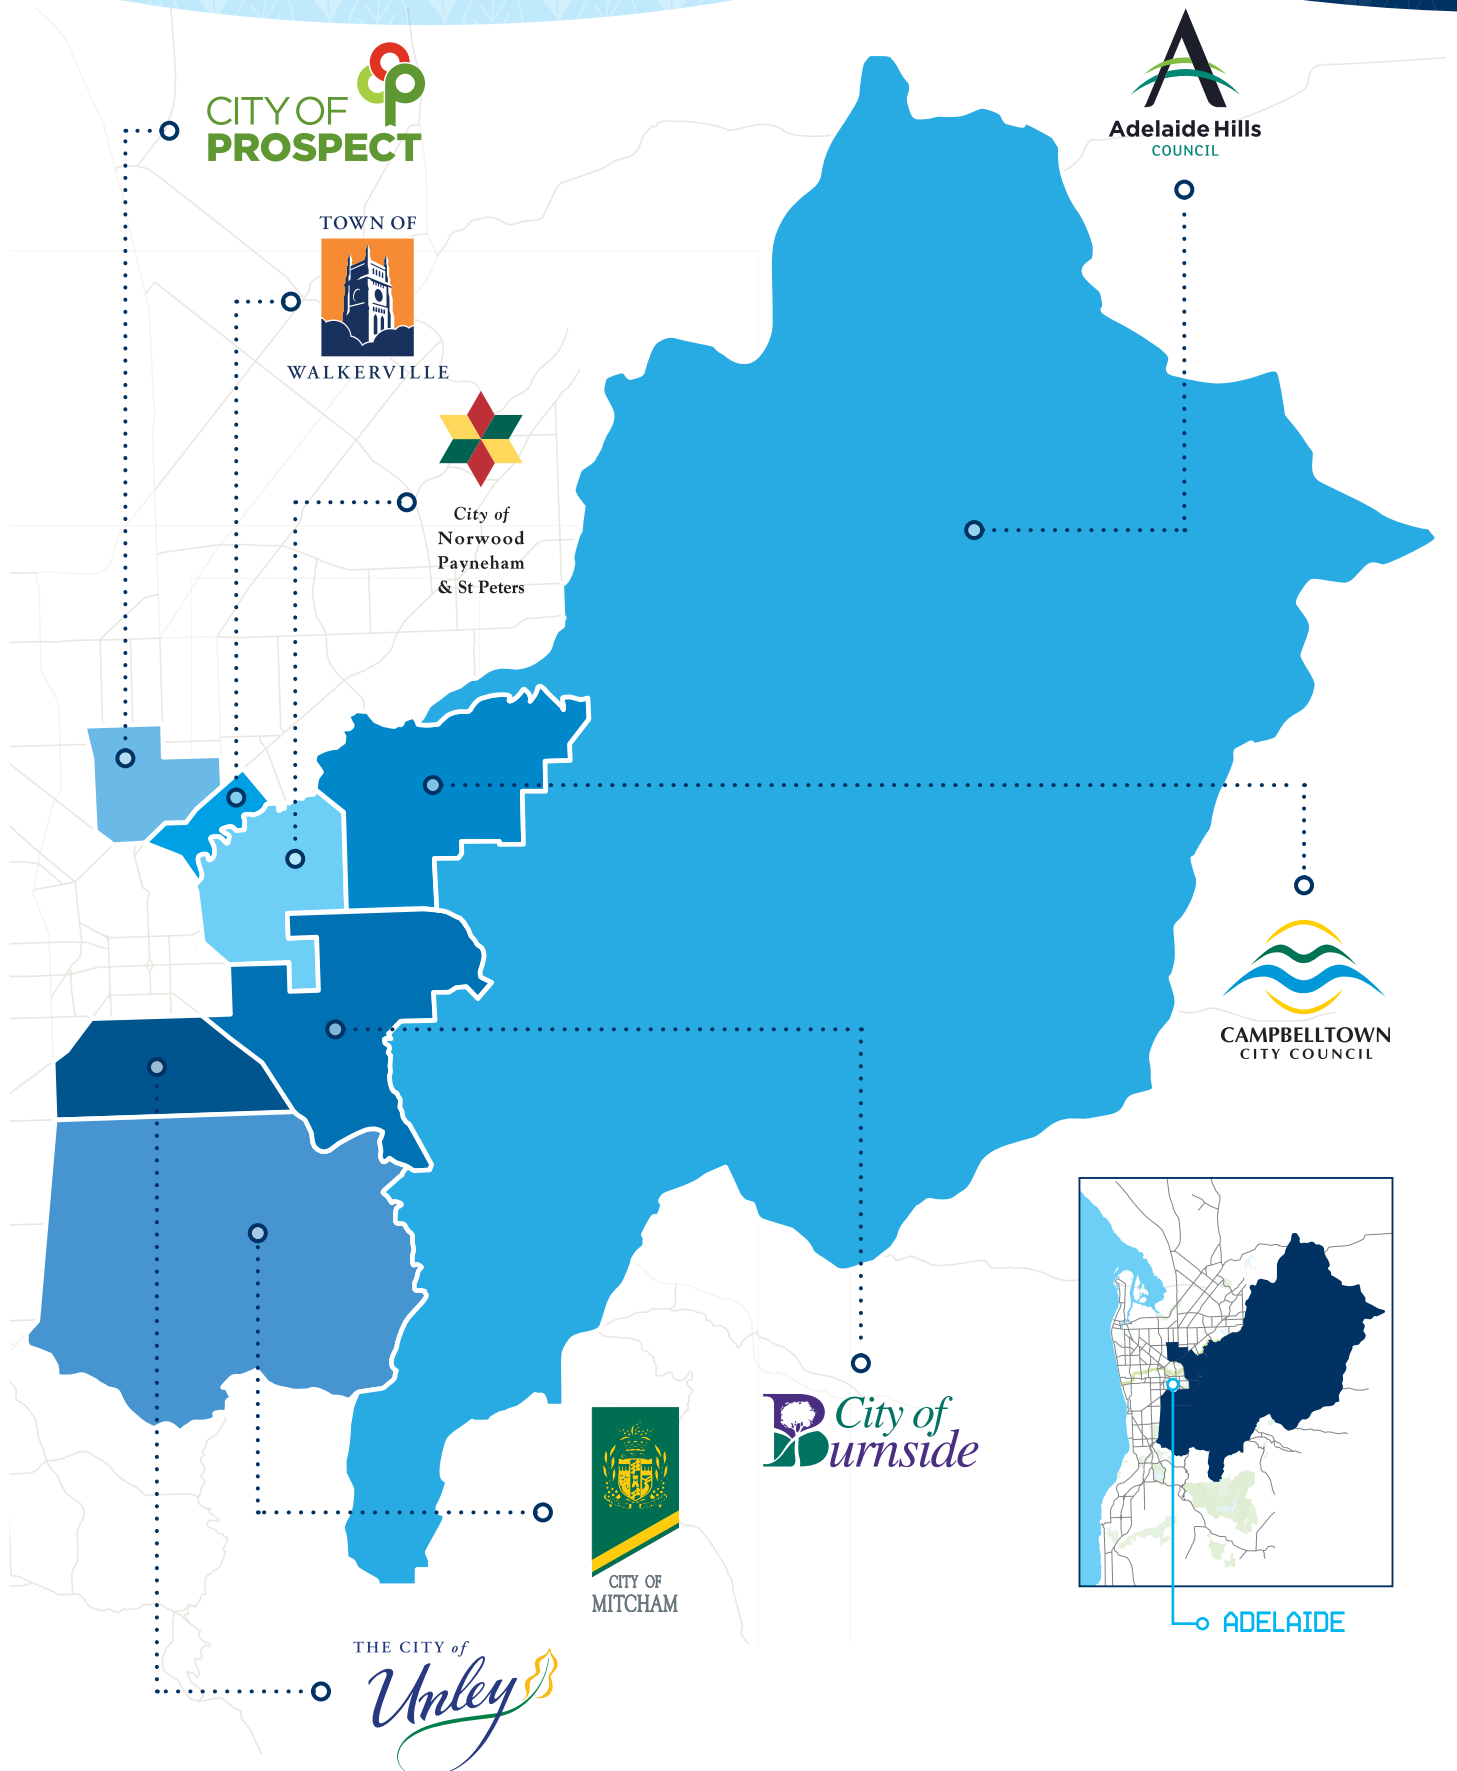 CITY OF
PROSPECT
Adelaide Hills
COUNCIL
TOWN OF
WALKERVILLE
City of
Norwood
Payneham
& St Peters
CAMPBELLTOWN
CITY COUNCIL
City of
Burnside
CITY OF
MITCHAM
ADELAIDE
THE CITY of
Unley